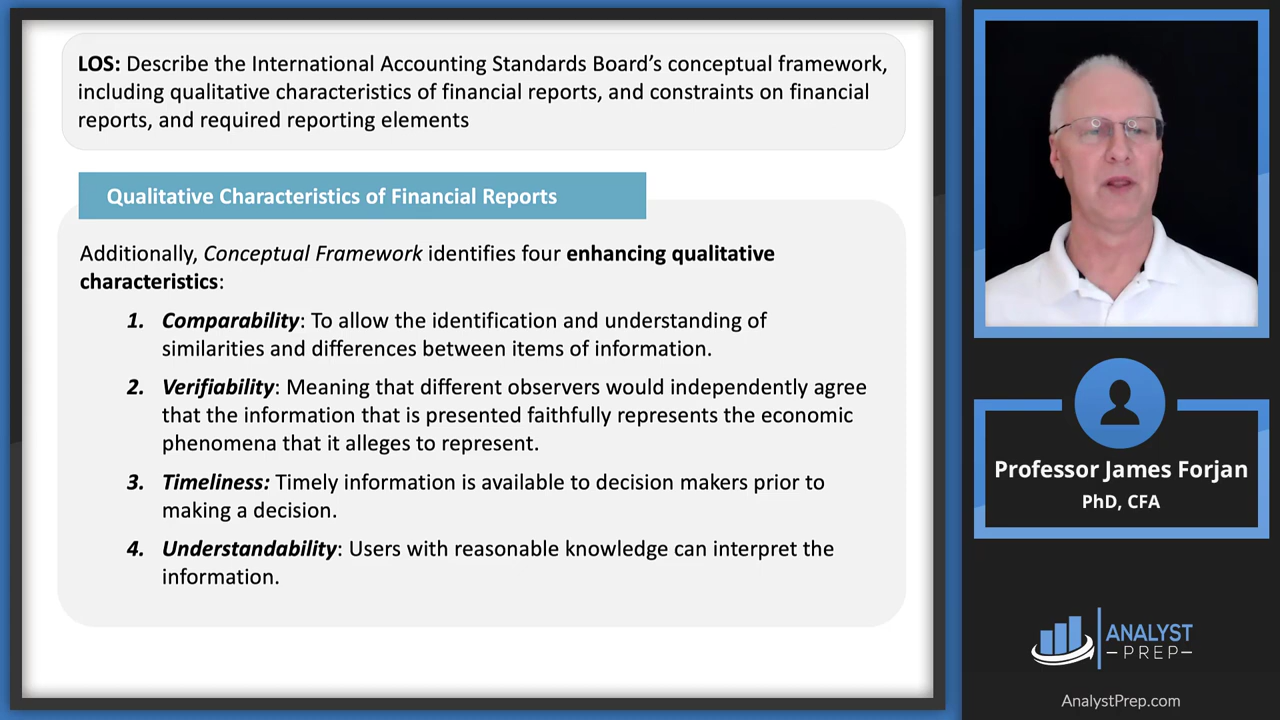 LOS: Describe the International Accounting Standards Board’s conceptual framework,
including qualitative characteristics of financial reports, and constraints on financial
reports, and required reporting elements
Qualitative Characteristics of Financial Reports
Additionally, Conceptual Framework identifies four enhancing qualitative
characteristics:
1. Comparability: To allow the identification and understanding of
similarities and differences between items of information.
2. Verifiability: Meaning that different observers would independently agree
that the information that is presented faithfully represents the economic
phenomena that it alleges to represent.
3. Timeliness: Timely information is available to decision makers prior to
making a decision.
4. Understandability: Users with reasonable knowledge can interpret the
information.
Professor James Forjan
PhD, CFA
ANALYST
–PREP–
AnalystPrep.com